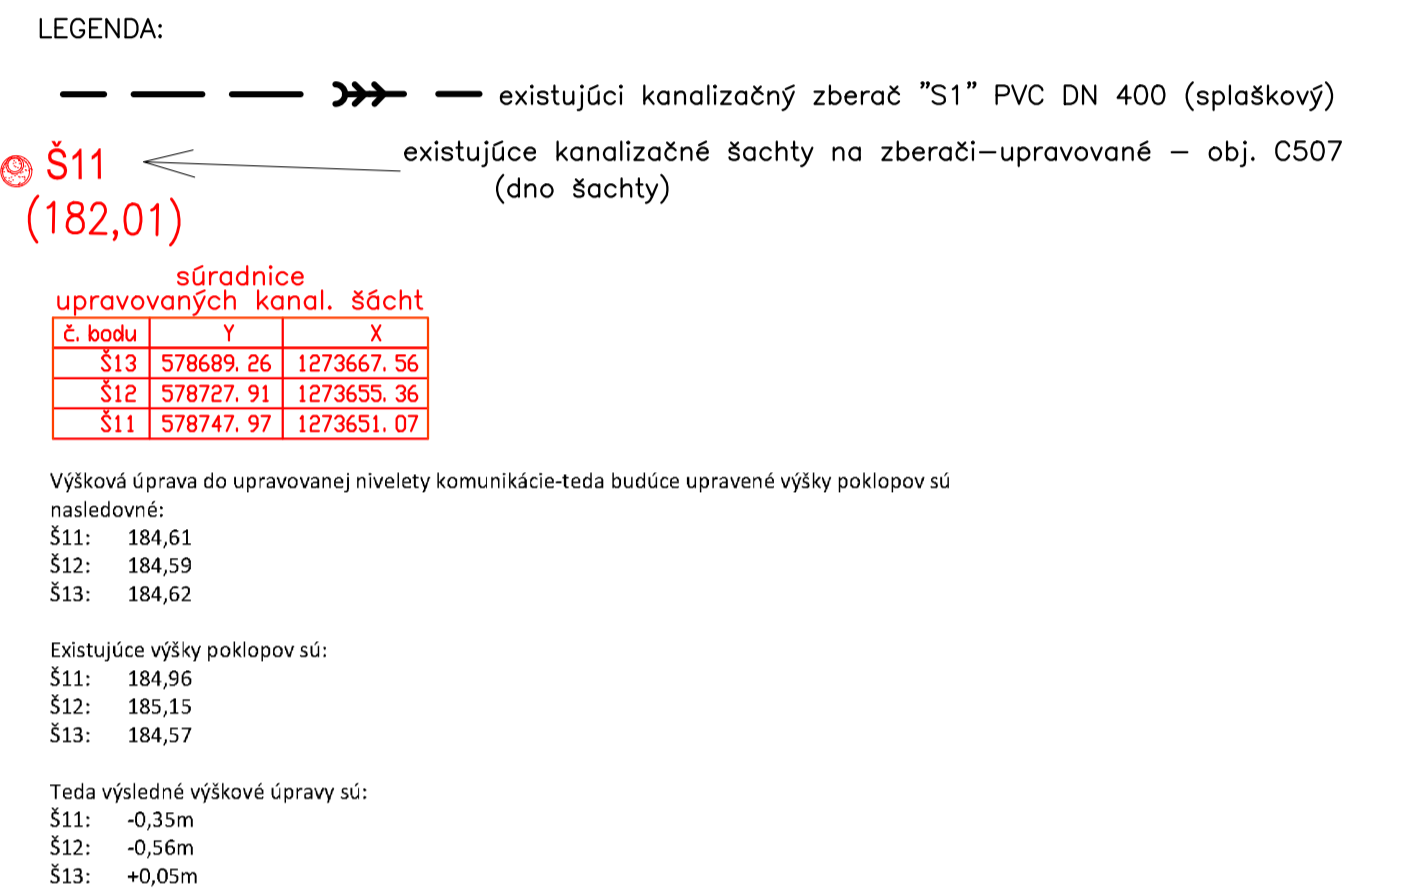 LEGENDA:
existujúci kanalizačný zberač "S1" PVC DN 400 (splaškový)
Š11
existujúce kanalizačné šachty na zberači-upravované - obj. C507
(dno šachty)
(182,01)
súradnice
upravovaných kanal. šácht
č. bodu Y X
Š13 578689. 26 1273667. 56
Š12 578727. 91 1273655. 36
Š11 578747. 97 1273651. 07
Výšková úprava do upravovanej nivelety komunikácie-teda budúce upravené výšky poklopov sú
nasledovné:
Š11: 184,61
Š12: 184,59
Š13: 184,62
Existujúce výšky poklopov sú:
Š11: 184,96
Š12: 185,15
Š13: 184,57
Teda výsledné výškové úpravy sú:
Š11: -0,35m
Š12: -0,56m
Š13: +0,05m